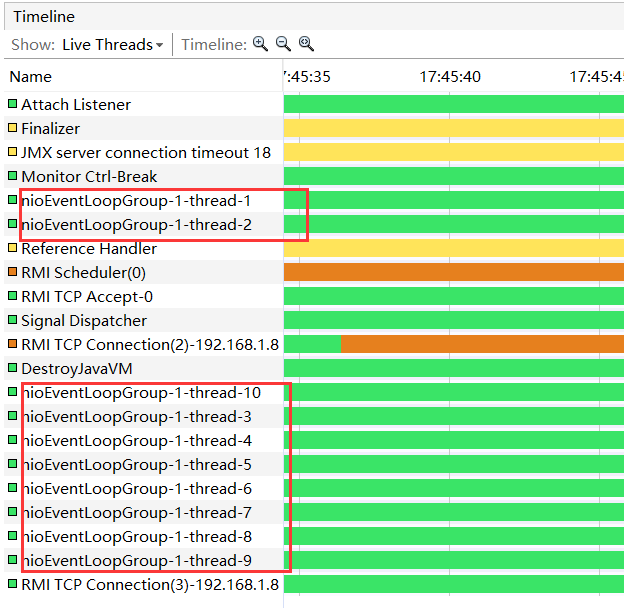 Timeline
Show: Live Threads Timeline:
Name 7:45:35 17:45:40 17:45:45
Attach Listener
Finalizer
JMX server connection timeout 18
Monitor Ctrl-Break
nioEventLoopGroup-1-thread-1
nioEventLoopGroup-1-thread-2
Reference Handler
RMI Scheduler(0)
RMI TCP Accept-0
Signal Dispatcher
RMI TCP Connection(2)-192.168.1.8
DestroyJavaVM
nioEventLoopGroup-1-thread-10
nioEventLoopGroup-1-thread-3
nioEventLoopGroup-1-thread-4
nioEventLoopGroup-1-thread-5
nioEventLoopGroup-1-thread-6
nioEventLoopGroup-1-thread-7
nioEventLoopGroup-1-thread-8
nioEventLoopGroup-1-thread-9
RMI TCP Connection(3)-192.168.1.8